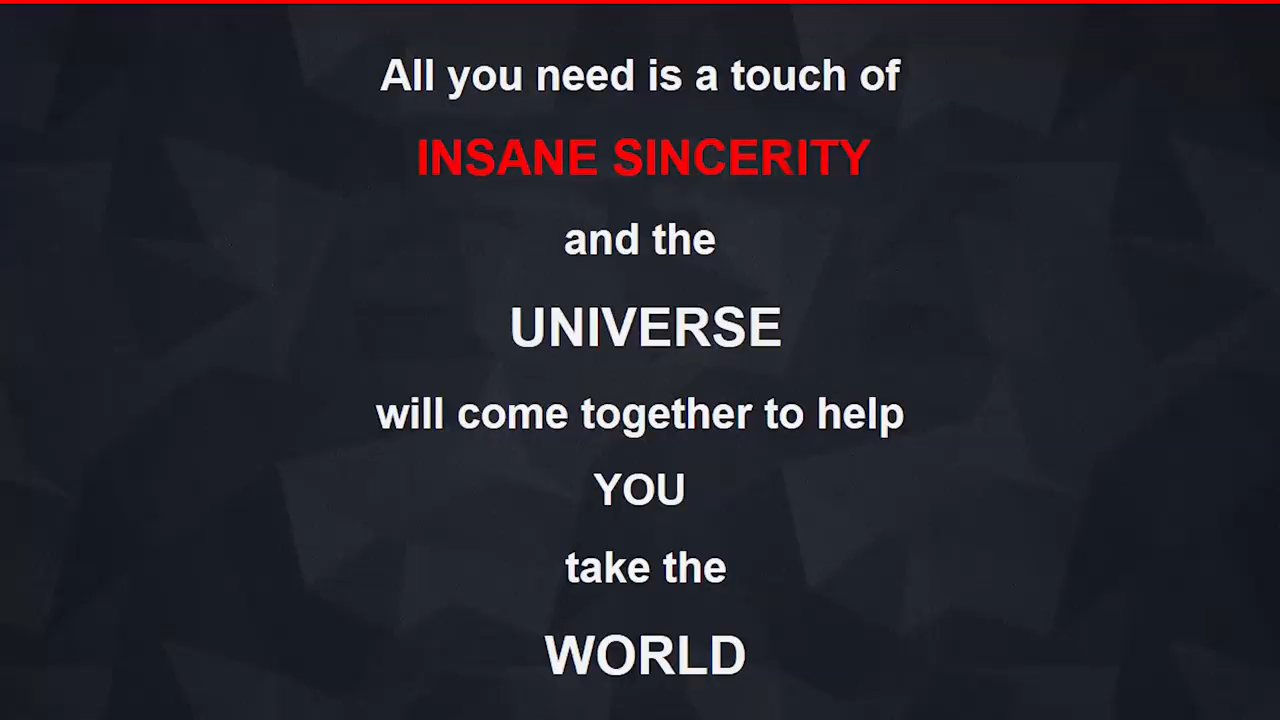 All you need is a touch of
INSANE SINCERITY
and the
UNIVERSE
will come together to help
YOU
take the
WORLD